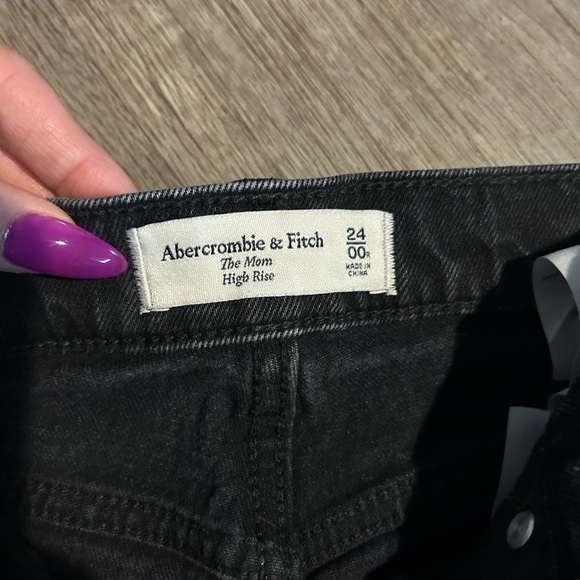 Abercrombie & Fitch
The Mom
High Rise
24
00R
MADE IN
CHINA